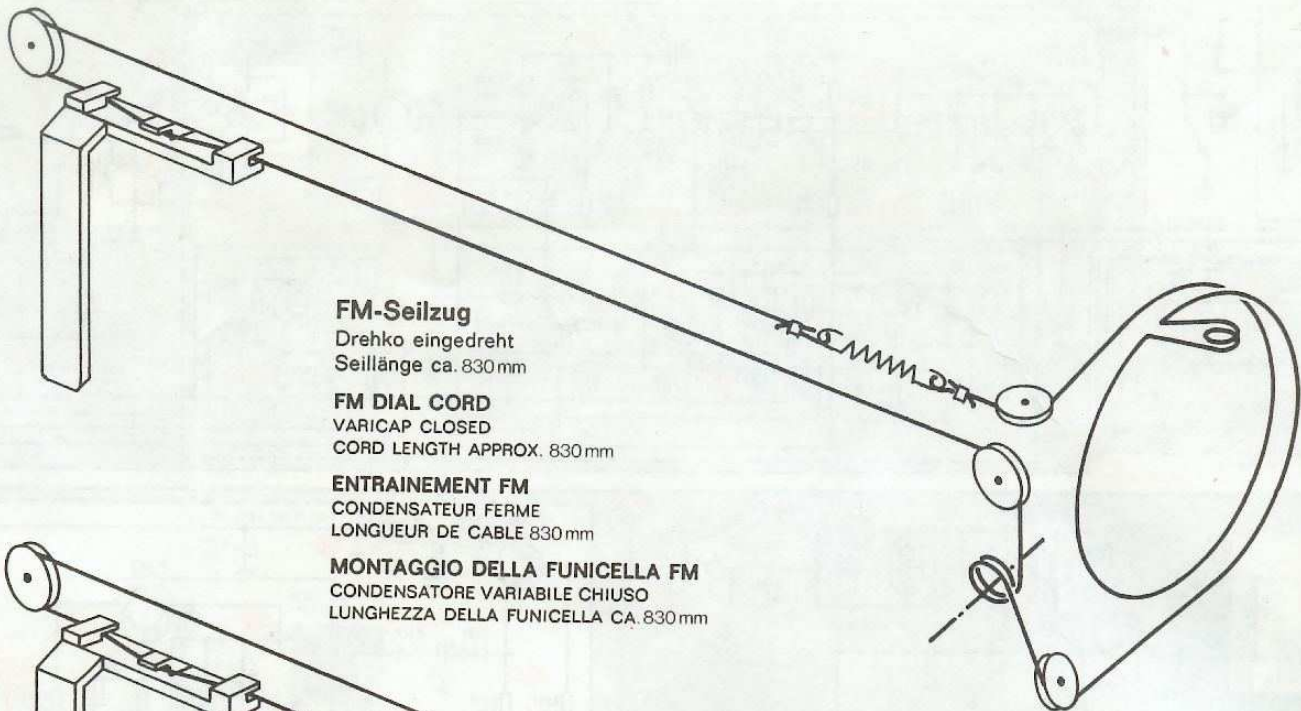 FM-Seilzug
Drehko eingedreht
Seillänge ca. 830 mm
FM DIAL CORD
VARICAP CLOSED
CORD LENGTH APPROX. 830 mm
ENTRAINEMENT FM
CONDENSATEUR FERME
LONGUEUR DE CABLE 830 mm
MONTAGGIO DELLA FUNICELLA FM
CONDENSATORE VARIABILE CHIUSO
LUNGHEZZA DELLA FUNICELLA CA. 830 mm